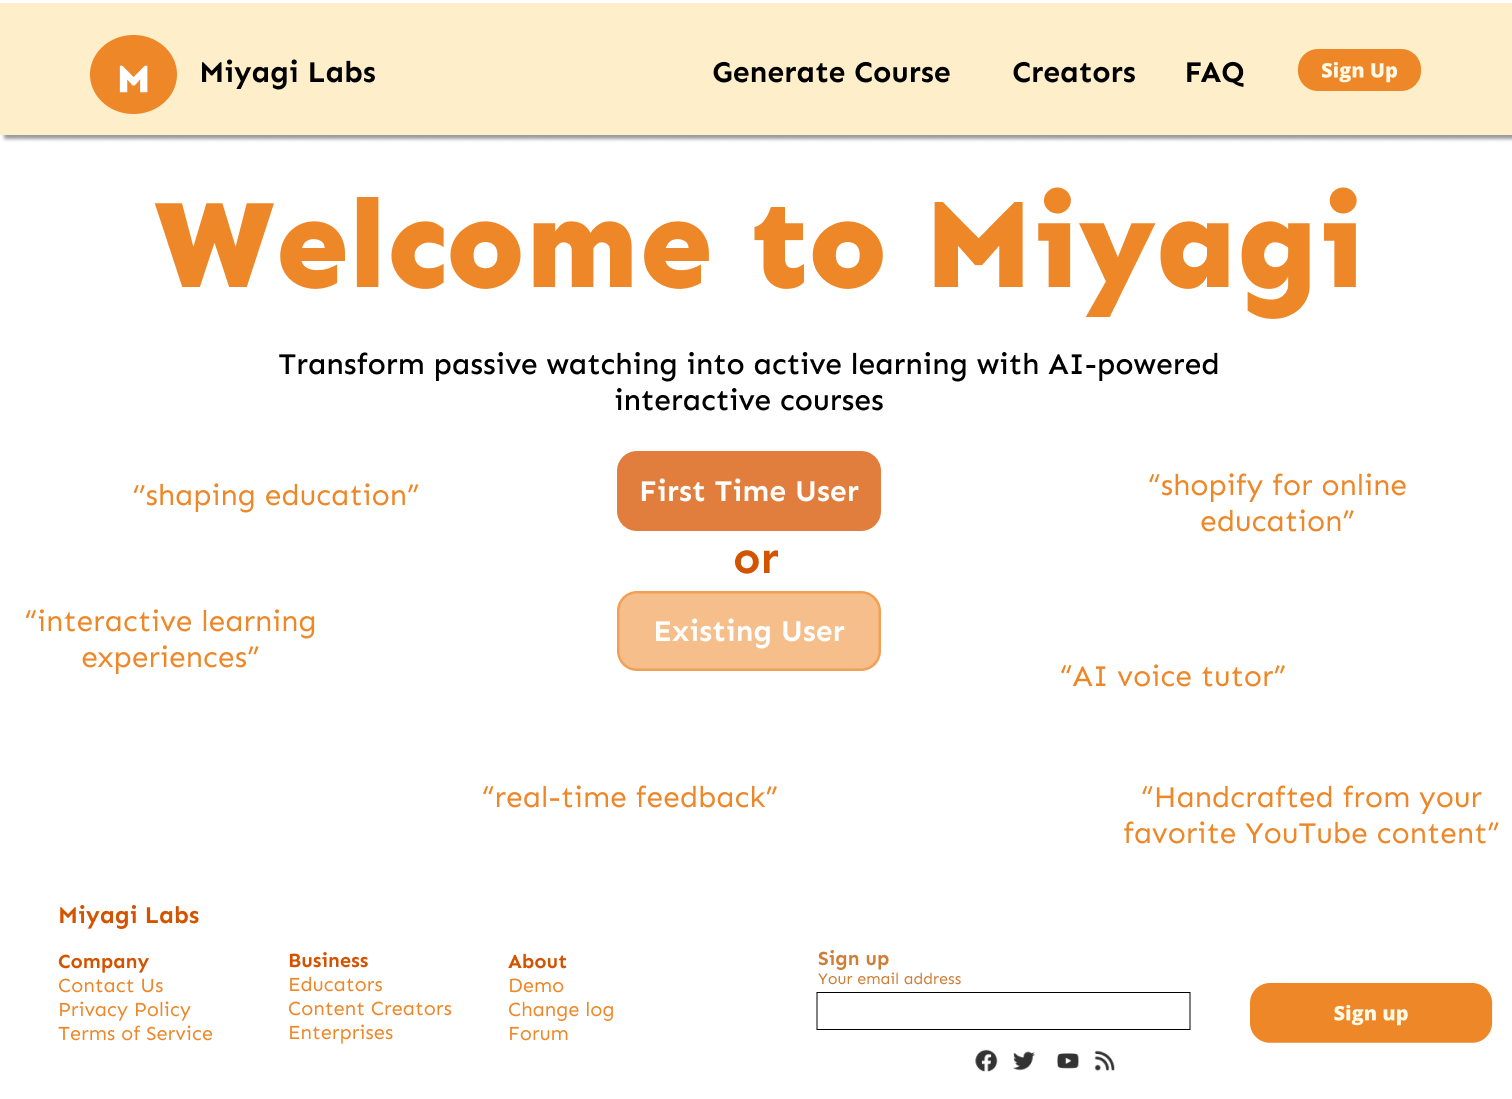 M
Miyagi Labs
Generate Course
Creators
FAQ
Sign Up
Welcome to Miyagi
Transform passive watching into active learning with AI-powered
interactive courses
“shaping education”
First Time User
“shopify for online
education”
or
“interactive learning
experiences”
Existing User
“AI voice tutor”
“real-time feedback”
“Handcrafted from your
favorite YouTube content”
Miyagi Labs
Company
Contact Us
Privacy Policy
Terms of Service
Business
Educators
Content Creators
Enterprises
About
Demo
Change log
Forum
Sign up
Your email address
Sign up